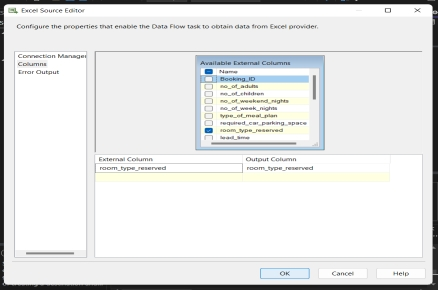 Excel Source Editor
Configure the properties that enable the Data Flow task to obtain data from Excel provider.
Connection Manager
Columns
Error Output
Available External Columns
Name
Booking_ID
no_of_adults
no_of_children
no_of_weekend_nights
no_of_week_nights
type_of_meal_plan
required_car_parking_space
room_type_reserved
lead_time
External Column Output Column
room_type_reserved room_type_reserved
OK Cancel Help